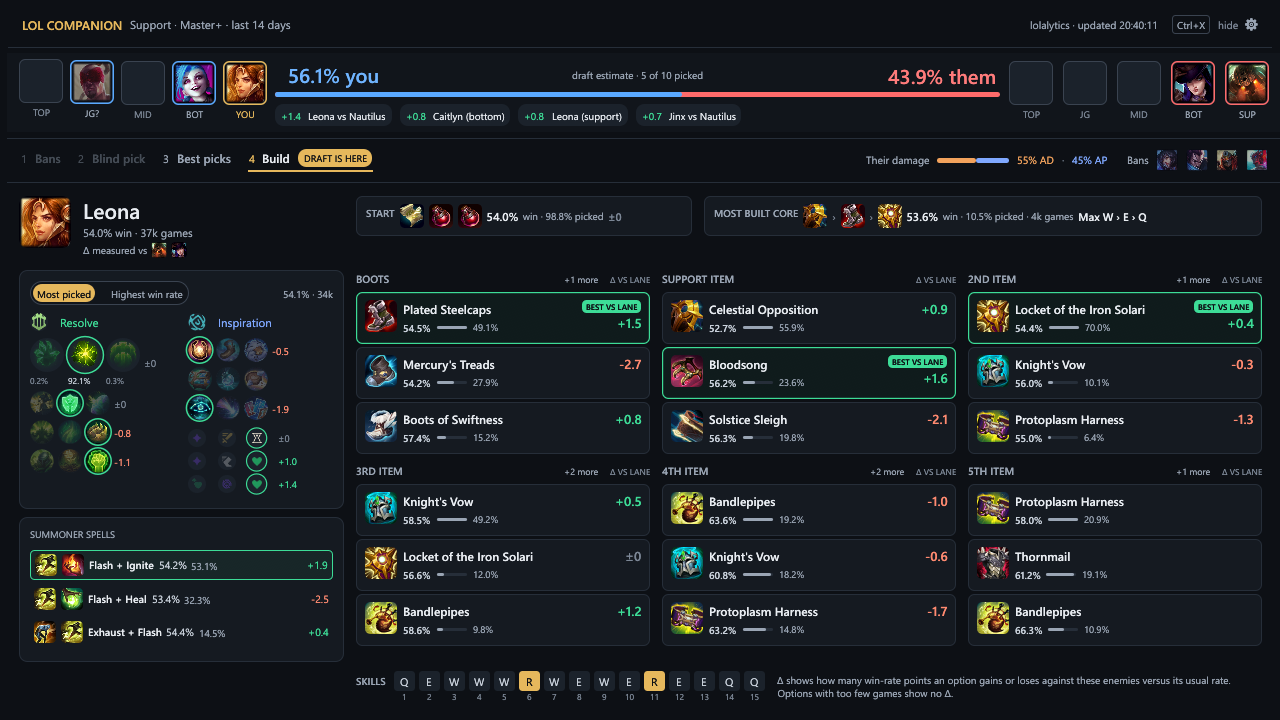 LOL COMPANION Support · Master+ · last 14 days
lolalytics · updated 20:40:11 Ctrl+X hide
TOP JG? MID BOT YOU
56.1% you draft estimate · 5 of 10 picked 43.9% them
+1.4 Leona vs Nautilus +0.8 Caitlyn (bottom) +0.8 Leona (support) +0.7 Jinx vs Nautilus
TOP JG MID BOT SUP
1 Bans 2 Blind pick 3 Best picks 4 Build DRAFT IS HERE
Their damage 55% AD · 45% AP Bans
Leona
54.0% win · 37k games
Δ measured vs
START 54.0% win · 98.8% picked ±0
MOST BUILT CORE › › 53.6% win · 10.5% picked · 4k games Max W › E › Q
Most picked Highest win rate 54.1% · 34k
Resolve Inspiration
±0
0.2% 92.1% 0.3%
±0
-0.8
-1.1
-0.5
-1.9
±0
+1.0
+1.4
SUMMONER SPELLS
Flash + Ignite 54.2% 53.1% +1.9
Flash + Heal 53.4% 32.3% -2.5
Exhaust + Flash 54.4% 14.5% +0.4
BOOTS +1 more Δ VS LANE
Plated Steelcaps BEST VS LANE
54.5% 49.1% +1.5
Mercury's Treads -2.7
54.2% 27.9%
Boots of Swiftness +0.8
57.4% 15.2%
SUPPORT ITEM Δ VS LANE
Celestial Opposition +0.9
52.7% 55.9%
Bloodsong BEST VS LANE
56.2% 23.6% +1.6
Solstice Sleigh -2.1
56.3% 19.8%
2ND ITEM +1 more Δ VS LANE
Locket of the Iron Solari BEST VS LANE
54.4% 70.0% +0.4
Knight's Vow -0.3
56.0% 10.1%
Protoplasm Harness -1.3
55.0% 6.4%
3RD ITEM +2 more Δ VS LANE
Knight's Vow +0.5
58.5% 49.2%
Locket of the Iron Solari ±0
56.6% 12.0%
Bandlepipes +1.2
58.6% 9.8%
4TH ITEM +2 more Δ VS LANE
Bandlepipes -1.0
63.6% 19.2%
Knight's Vow -0.6
60.8% 18.2%
Protoplasm Harness -1.7
63.2% 14.8%
5TH ITEM +1 more Δ VS LANE
Protoplasm Harness
58.0% 20.9%
Thornmail
61.2% 19.1%
Bandlepipes
66.3% 10.9%
SKILLS Q E W W W R W E W E R E E Q Q
1 2 3 4 5 6 7 8 9 10 11 12 13 14 15
Δ shows how many win-rate points an option gains or loses against these enemies versus its usual rate.
Options with too few games show no Δ.